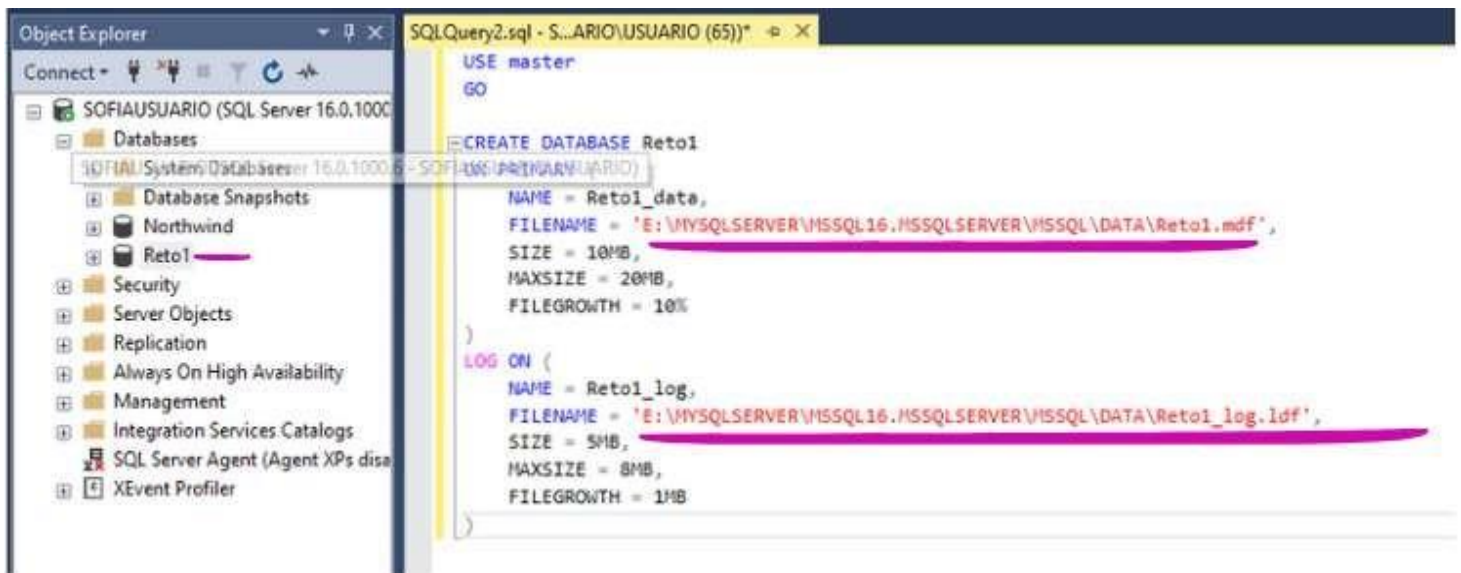 Object Explorer
Connect
SOFIAUSUARIO (SQL Server 16.0.1000
Databases
System Databases
Database Snapshots
Northwind
Reto1
Security
Server Objects
Replication
Always On High Availability
Management
Integration Services Catalogs
SQL Server Agent (Agent XPs disa
XEvent Profiler
SQLQuery2.sql - S...ARIO\USUARIO (65))*
USE master
GO
CREATE DATABASE Reto1
ON PRIMARY (
NAME = Reto1_data,
FILENAME = 'E:\MYSQLSERVER\MSSQL16.MSSQLSERVER\MSSQL\DATA\Reto1.mdf',
SIZE = 10MB,
MAXSIZE = 20MB,
FILEGROWTH = 10%
)
LOG ON (
NAME = Reto1_log,
FILENAME = 'E:\MYSQLSERVER\MSSQL16.MSSQLSERVER\MSSQL\DATA\Reto1_log.ldf',
SIZE = 5MB,
MAXSIZE = 8MB,
FILEGROWTH = 1MB
)